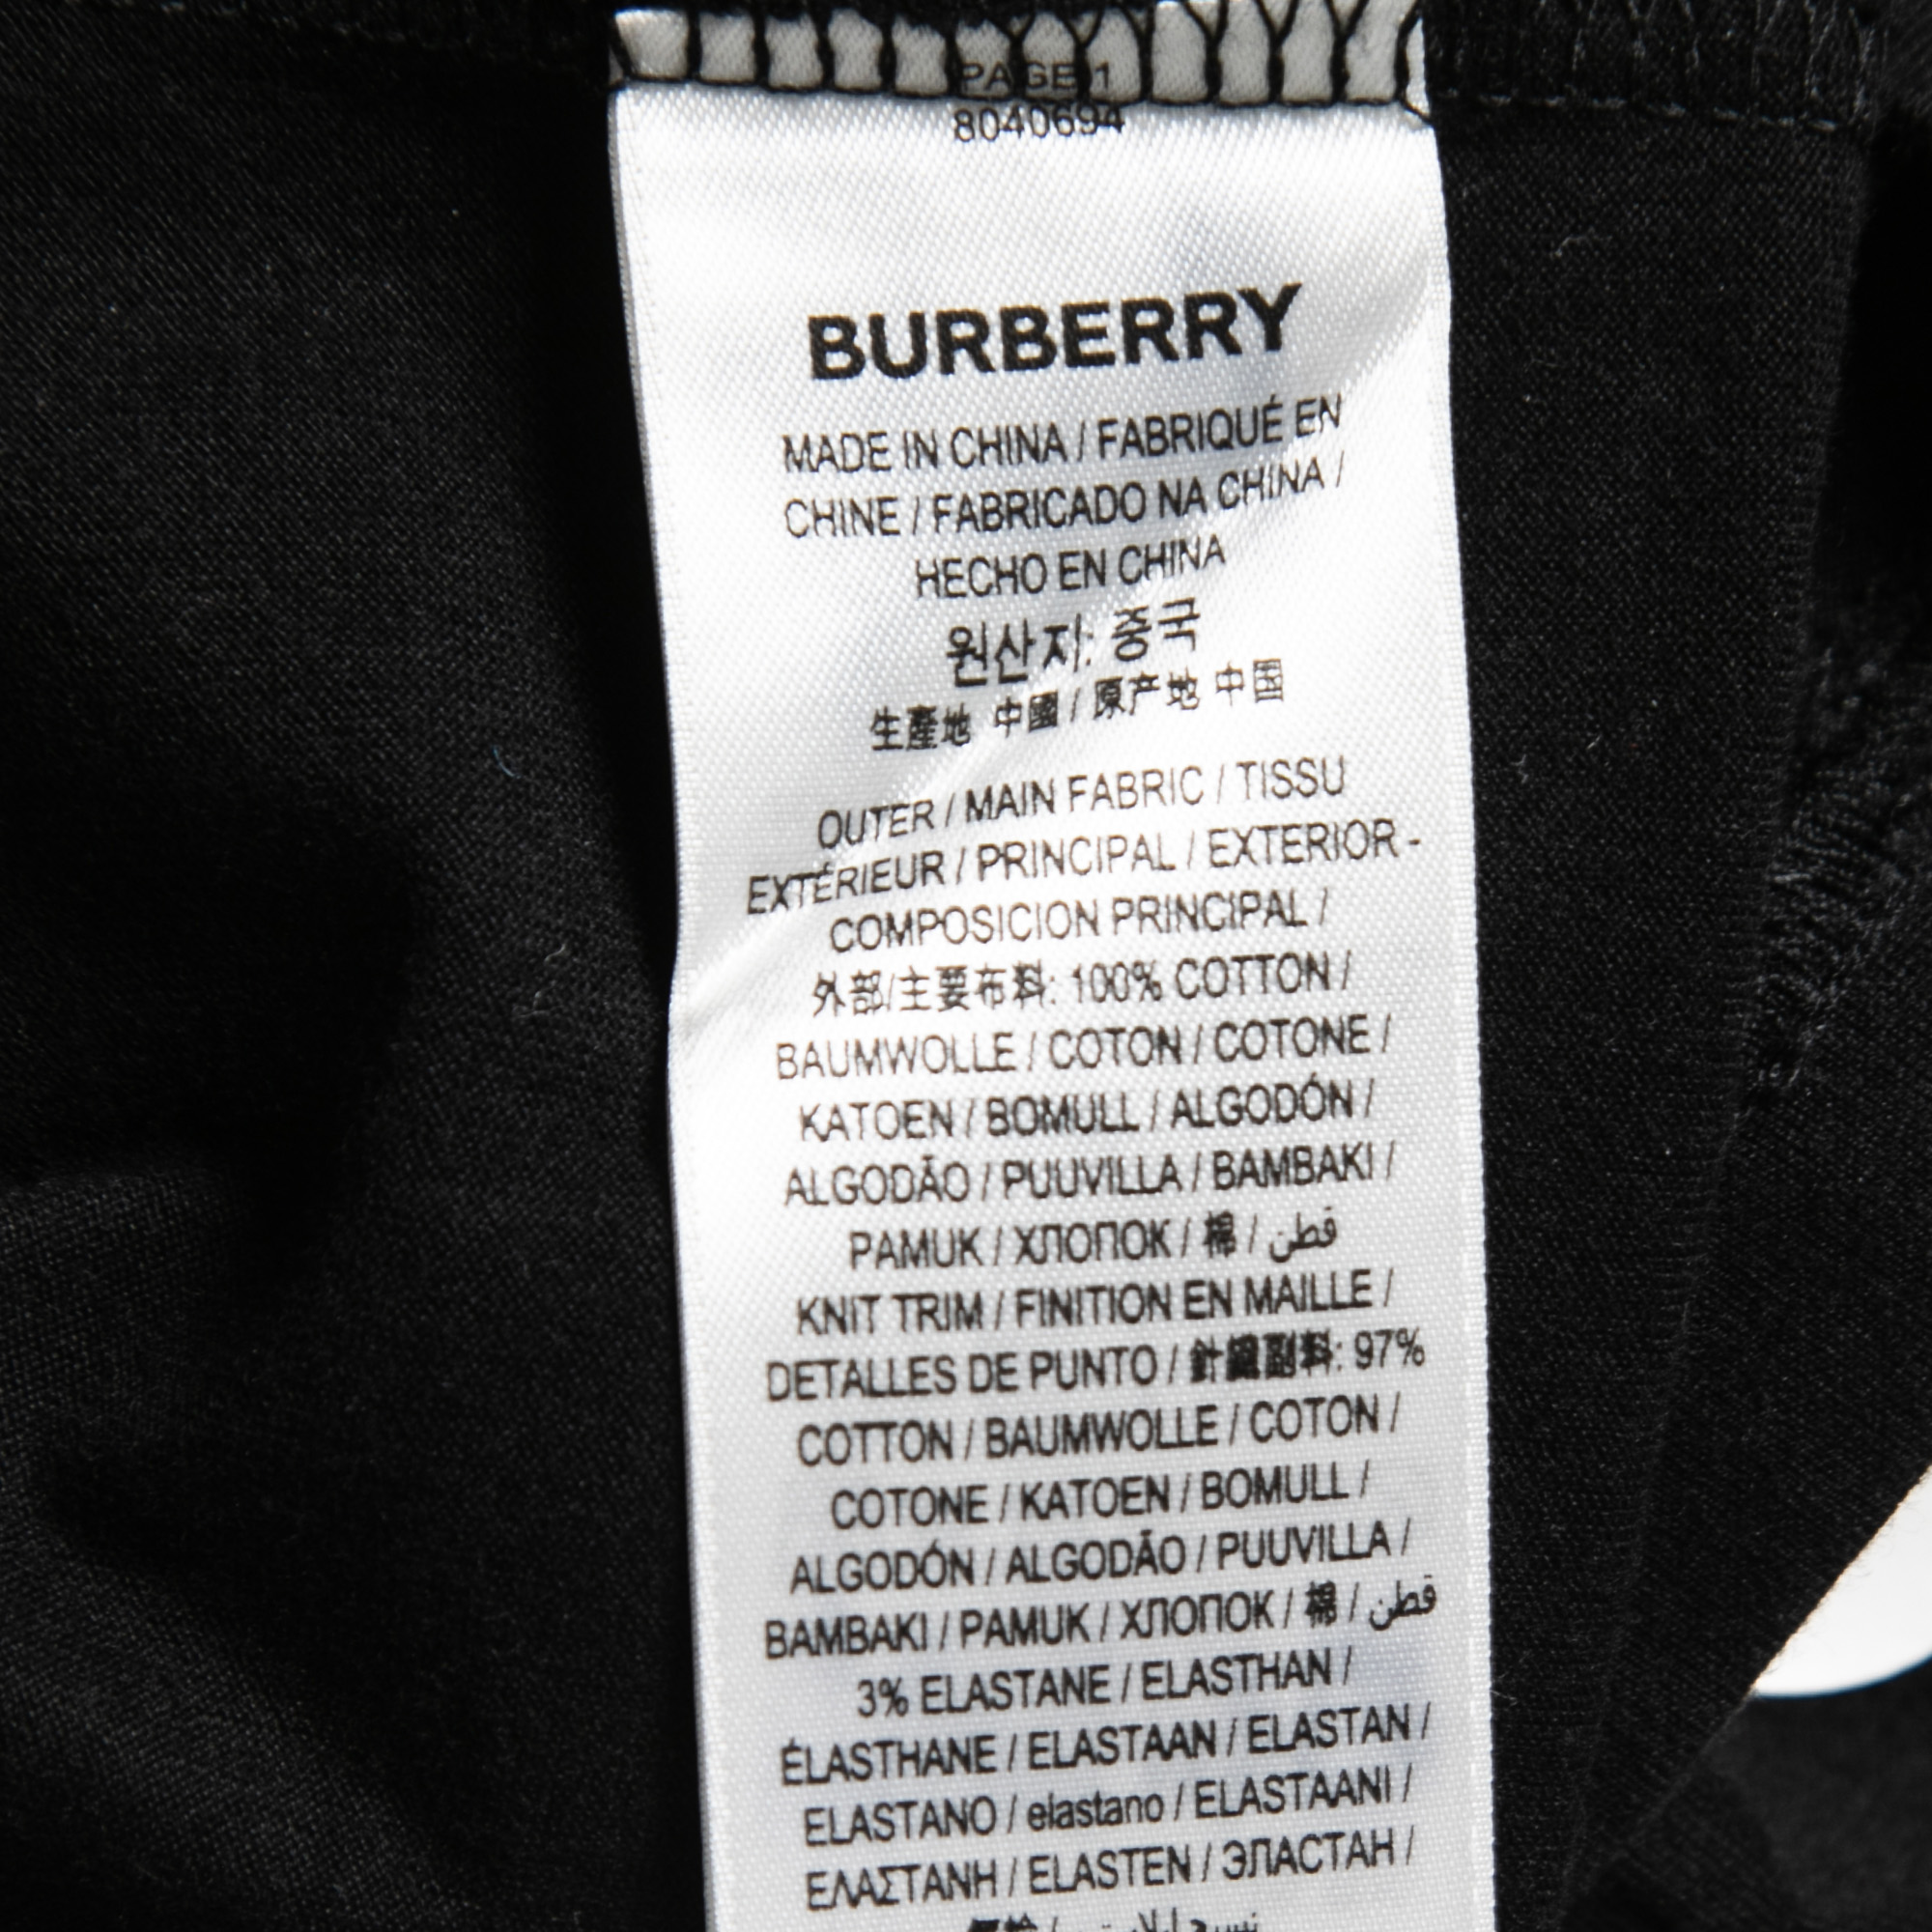 PAGE 1
8040694
BURBERRY
MADE IN CHINA / FABRIQUÉ EN
CHINE / FABRICADO NA CHINA /
HECHO EN CHINA
원산지: 중국
生產地 中國 / 原产地 中国
OUTER / MAIN FABRIC / TISSU
EXTÉRIEUR / PRINCIPAL / EXTERIOR -
COMPOSICION PRINCIPAL /
外部/主要布料: 100% COTTON /
BAUMWOLLE / COTON / COTONE /
KATOEN / BOMULL / ALGODÓN /
ALGODÃO / PUUVILLA / BAMBAKI /
PAMUK / ХЛОПОК / 棉 / قطن
KNIT TRIM / FINITION EN MAILLE /
DETALLES DE PUNTO / 針織副料: 97%
COTTON / BAUMWOLLE / COTON /
COTONE / KATOEN / BOMULL /
ALGODÓN / ALGODÃO / PUUVILLA /
BAMBAKI / PAMUK / ХЛОПОК / 棉 / قطن
3% ELASTANE / ELASTHAN /
ÉLASTHANE / ELASTAAN / ELASTAN /
ELASTANO / elastano / ELASTAANI /
ΕΛΑΣΤΑΝΗ / ELASTEN / ЭЛАСТАН /